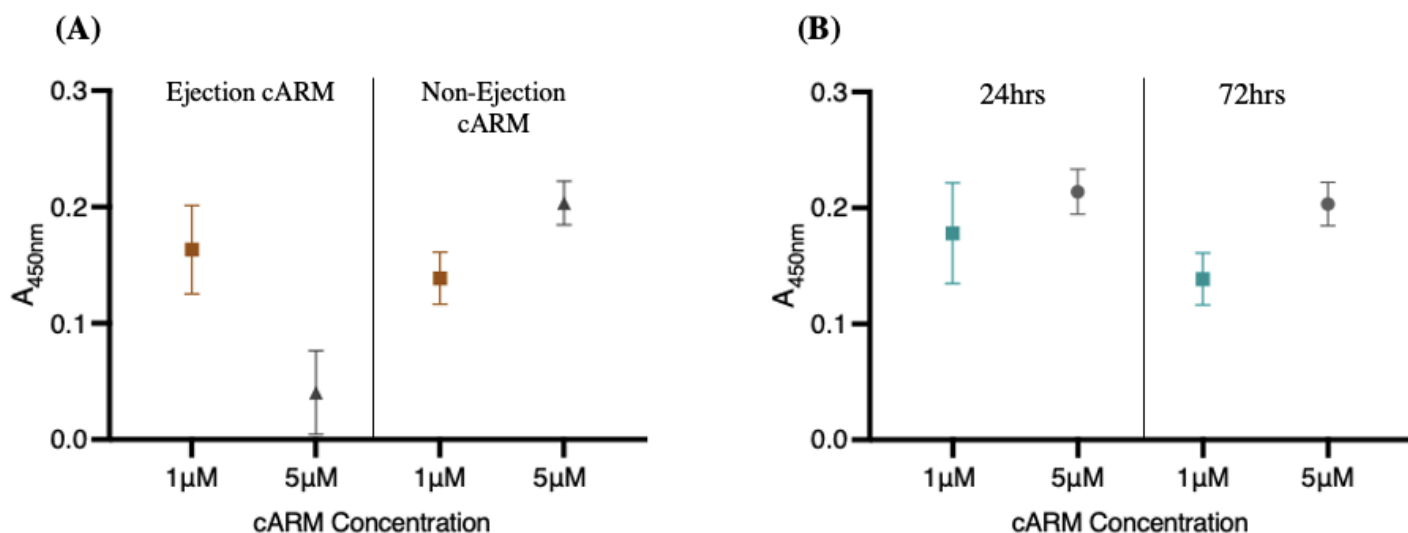 (A)
Ejection cARM
Non-Ejection
cARM
0.3
0.2
0.1
0.0
A450nm
1µM
5µM
1µM
5µM
cARM Concentration
(B)
24hrs
72hrs
0.3
0.2
0.1
0.0
A450nm
1µM
5µM
1µM
5µM
cARM Concentration